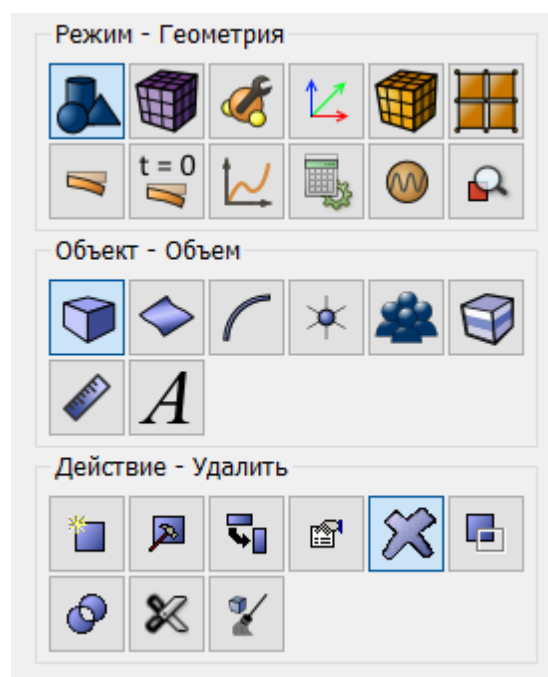 Режим - Геометрия
t = 0
Объект - Объем
A
Действие - Удалить